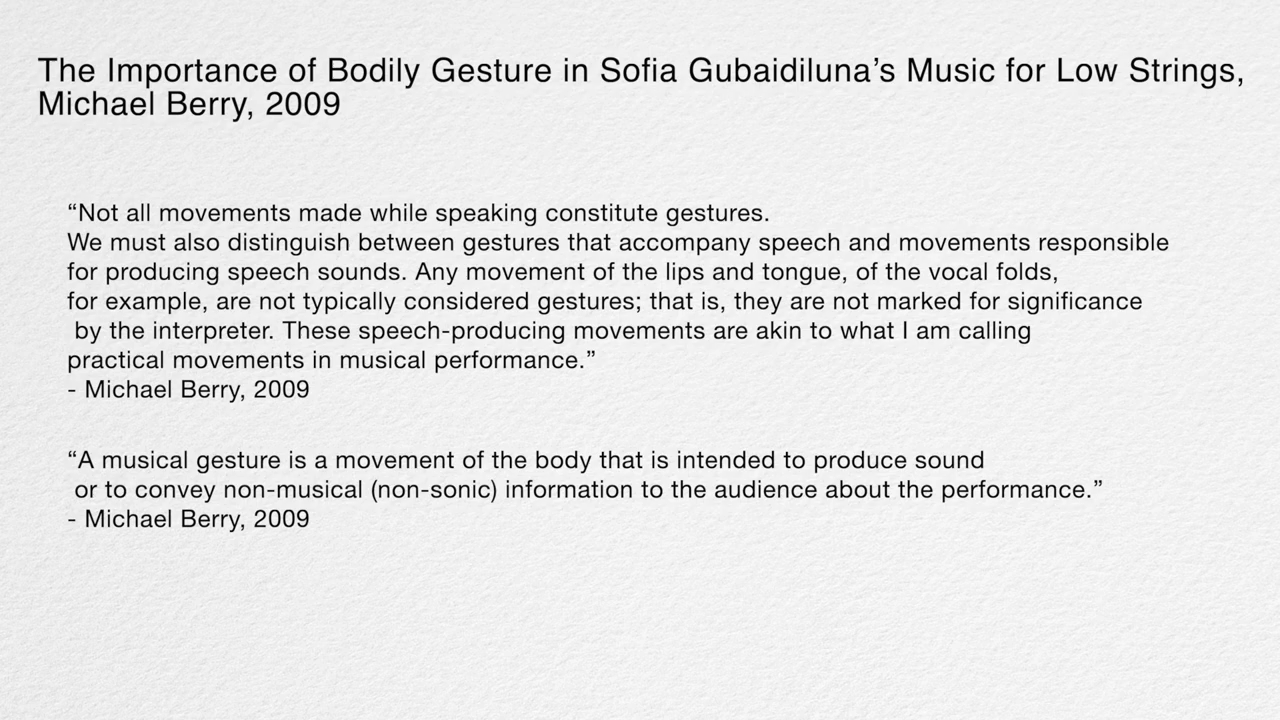 The Importance of Bodily Gesture in Sofia Gubaidiluna’s Music for Low Strings,
Michael Berry, 2009
“Not all movements made while speaking constitute gestures.
We must also distinguish between gestures that accompany speech and movements responsible
for producing speech sounds. Any movement of the lips and tongue, of the vocal folds,
for example, are not typically considered gestures; that is, they are not marked for significance
by the interpreter. These speech-producing movements are akin to what I am calling
practical movements in musical performance.”
- Michael Berry, 2009
“A musical gesture is a movement of the body that is intended to produce sound
or to convey non-musical (non-sonic) information to the audience about the performance.”
- Michael Berry, 2009